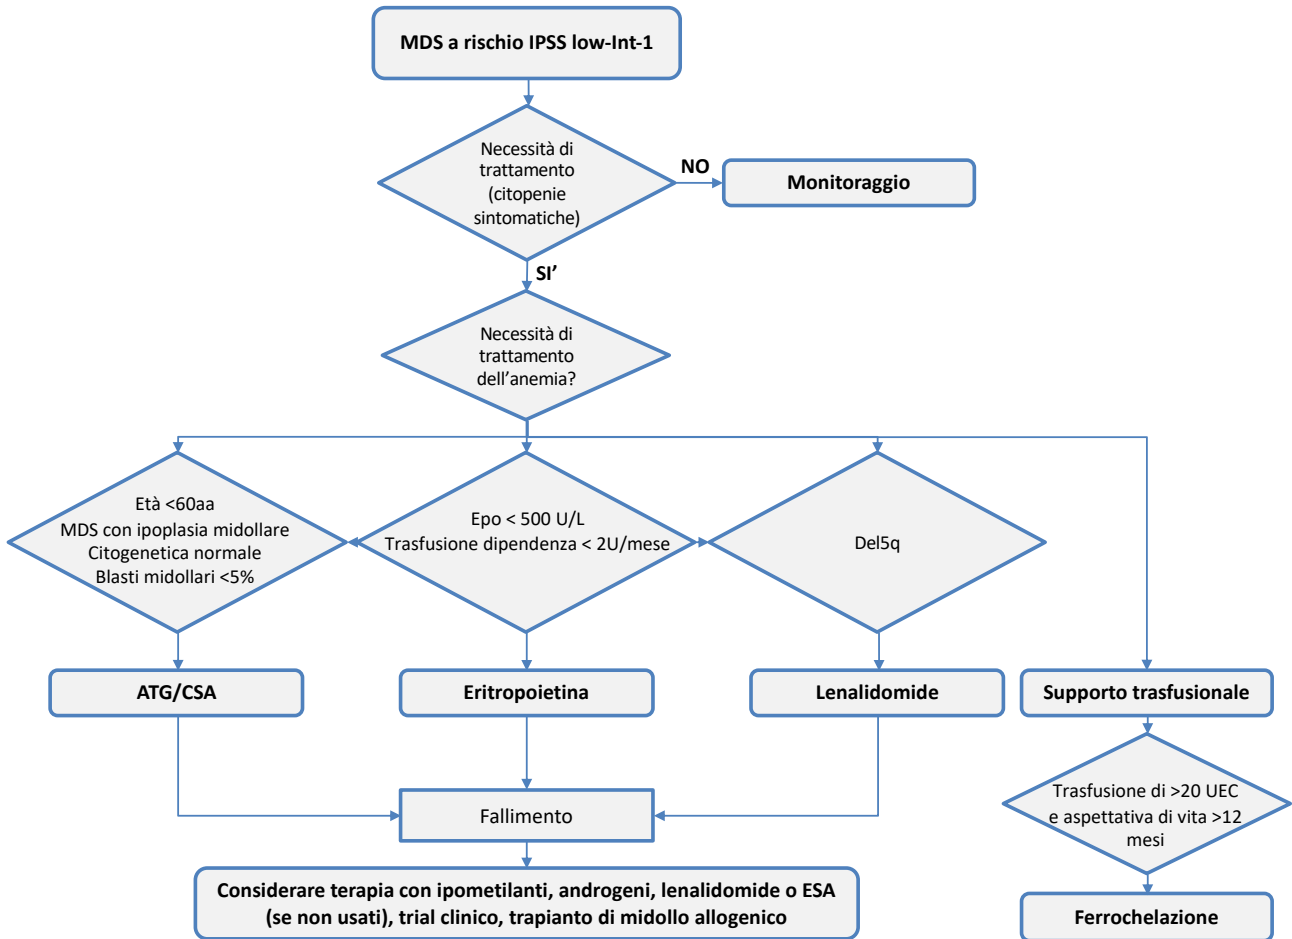 MDS a rischio IPSS low-Int-1
Necessità di
trattamento
(citopenie
sintomatiche)
NO
Monitoraggio
SI’
Necessità di
trattamento
dell’anemia?
Età <60aa
MDS con ipoplasia midollare
Citogenetica normale
Blasti midollari <5%
Epo < 500 U/L
Trasfusione dipendenza < 2U/mese
Del5q
ATG/CSA
Eritropoietina
Lenalidomide
Supporto trasfusionale
Trasfusione di >20 UEC
e aspettativa di vita >12
mesi
Fallimento
Considerare terapia con ipometilanti, androgeni, lenalidomide o ESA
(se non usati), trial clinico, trapianto di midollo allogenico
Ferrochelazione